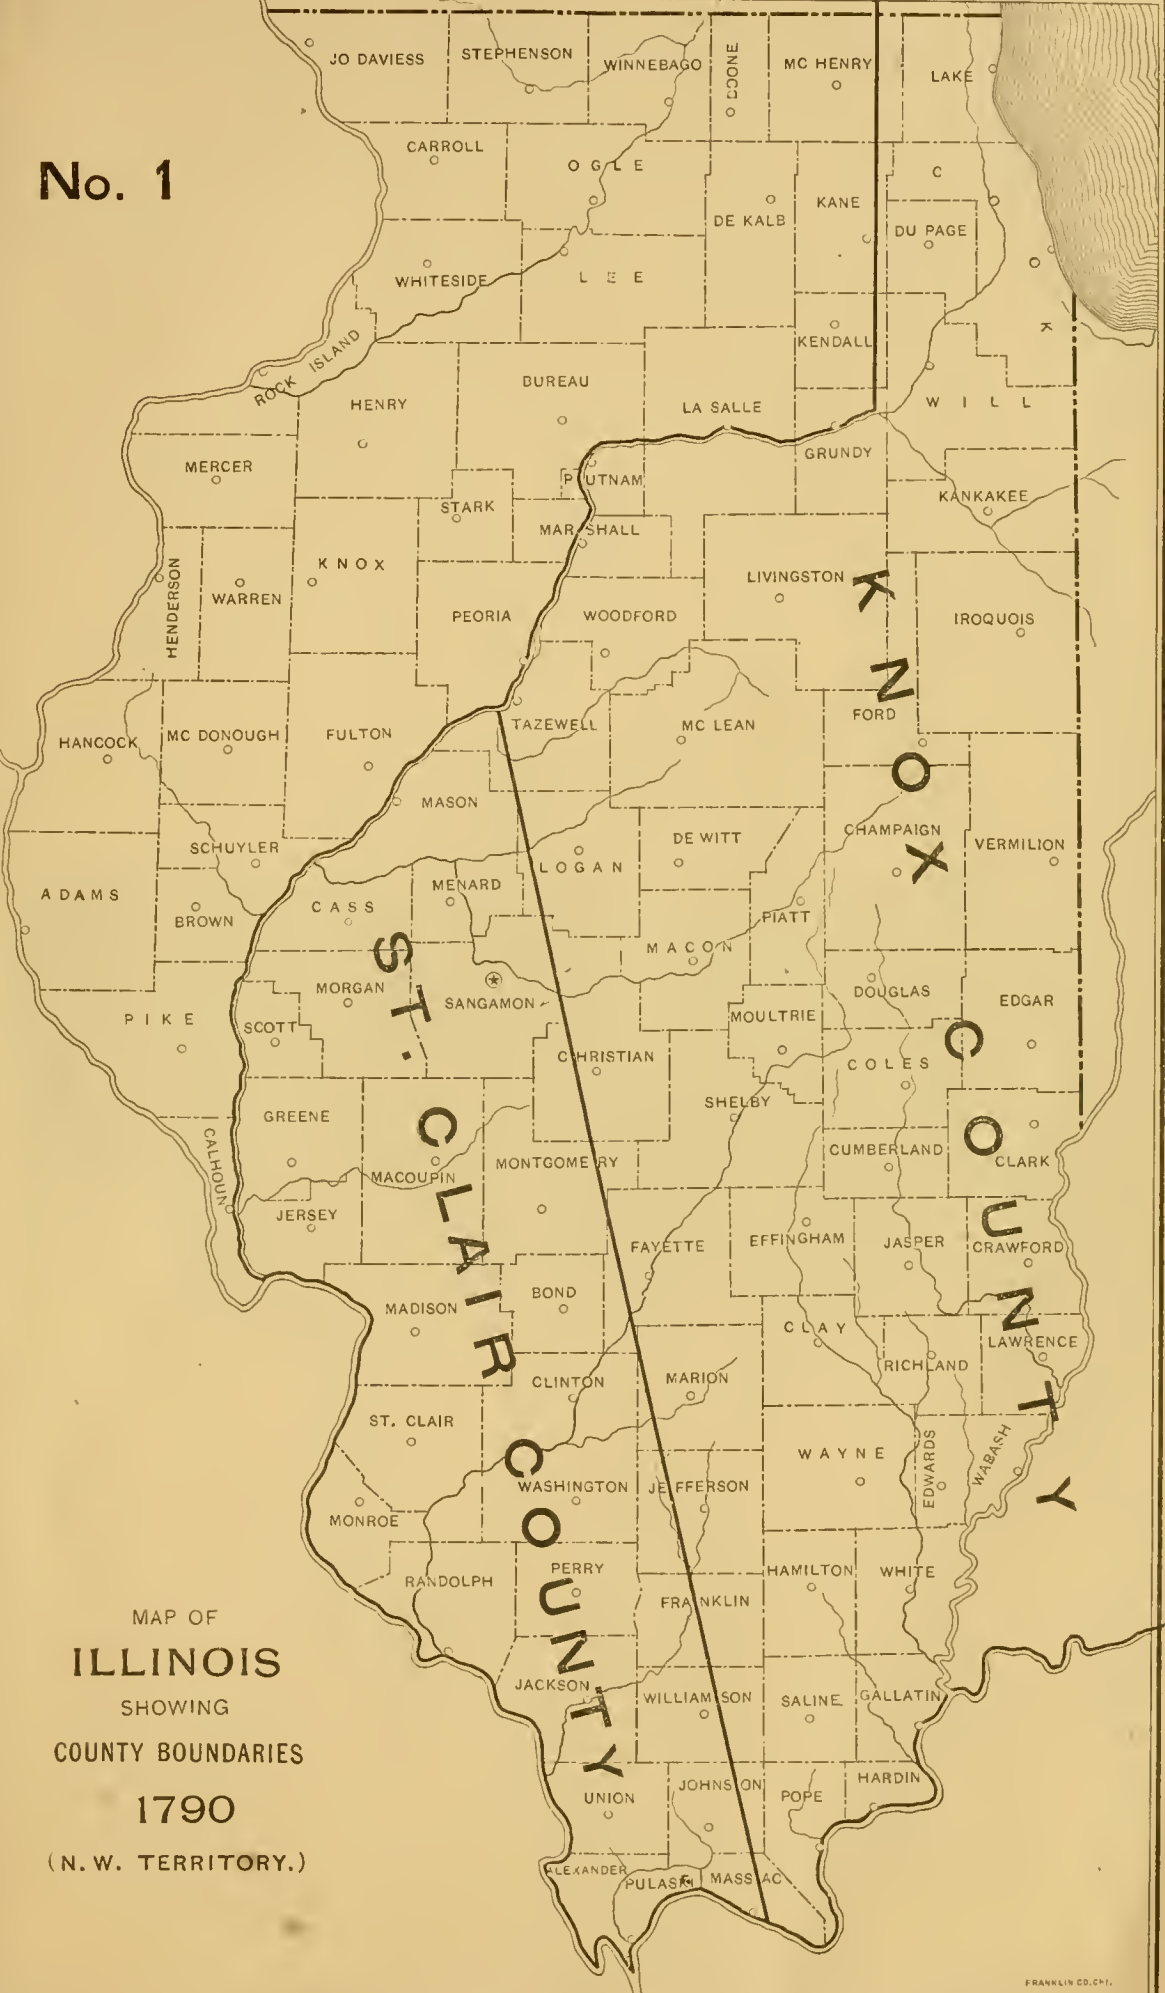 No. 1
JO DAVIESS
STEPHENSON
WINNEBAGO
BOONE
MC HENRY
LAKE
CARROLL
OGLE
DE KALB
KANE
COOK
DU PAGE
WHITESIDE
LEE
ROCK ISLAND
KENDALL
HENRY
BUREAU
LA SALLE
WILL
GRUNDY
MERCER
STARK
PUTNAM
KANKAKEE
MARSHALL
HENDERSON
WARREN
KNOX
PEORIA
WOODFORD
LIVINGSTON
IROQUOIS
HANCOCK
MC DONOUGH
FULTON
TAZEWELL
MC LEAN
FORD
MASON
SCHUYLER
LOGAN
DE WITT
CHAMPAIGN
VERMILION
ADAMS
BROWN
CASS
MENARD
PIATT
MACON
PIKE
SCOTT
MORGAN
SANGAMON
CHRISTIAN
MOULTRIE
DOUGLAS
EDGAR
COLES
SHELBY
GREENE
CALHOUN
MACOUPIN
MONTGOMERY
CUMBERLAND
CLARK
JERSEY
FAYETTE
EFFINGHAM
JASPER
CRAWFORD
MADISON
BOND
CLAY
RICHLAND
LAWRENCE
CLINTON
MARION
ST. CLAIR
WASHINGTON
JEFFERSON
WAYNE
EDWARDS
WABASH
MONROE
RANDOLPH
PERRY
FRANKLIN
HAMILTON
WHITE
JACKSON
WILLIAMSON
SALINE
GALLATIN
UNION
JOHNSON
POPE
HARDIN
ALEXANDER
PULASKI
MASSAC
ST. CLAIR COUNTY
KNOX COUNTY
MAP OF
ILLINOIS
SHOWING
COUNTY BOUNDARIES
1790
(N. W. TERRITORY.)
FRANKLIN CO. CHI.